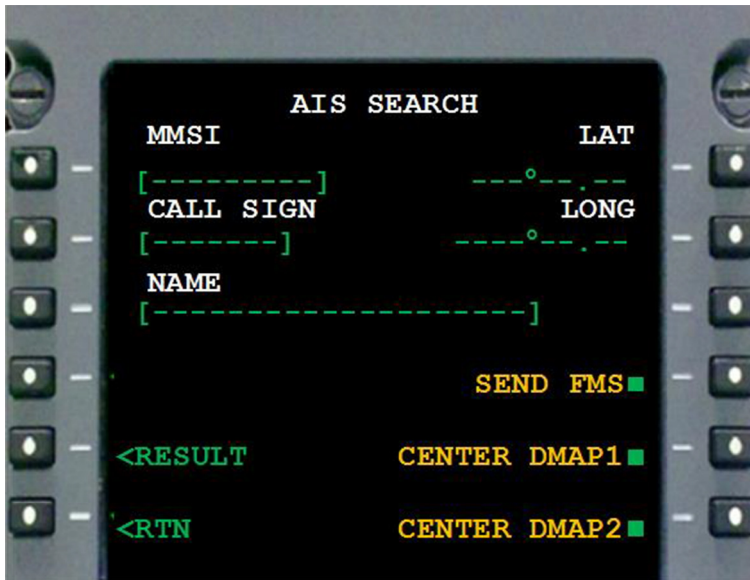 AIS SEARCH
MMSI LAT
[---------] ---°--.--
CALL SIGN LONG
[-------] ----°--.--
NAME
[--------------------]
SEND FMS
<RESULT CENTER DMAP1
<RTN CENTER DMAP2